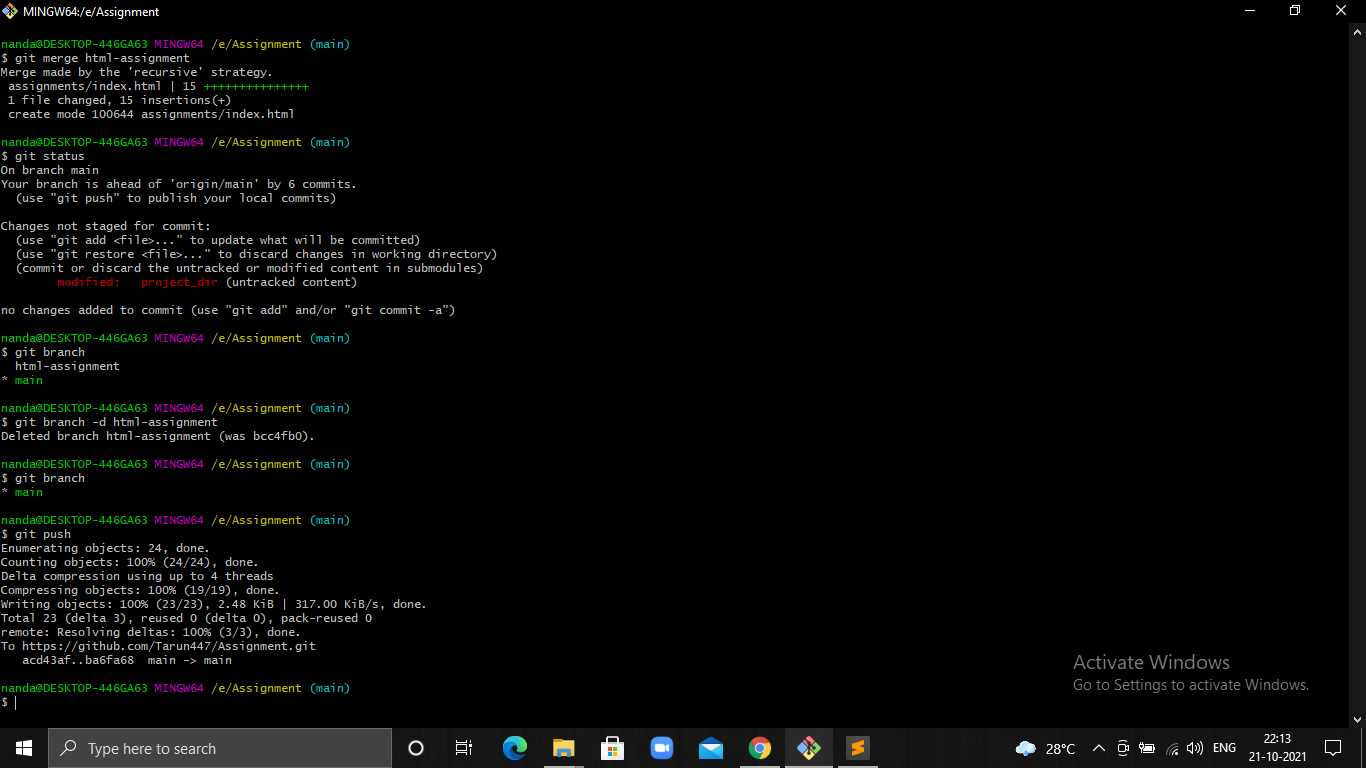 MINGW64:/e/Assignment
nanda@DESKTOP-446GA63 MINGW64 /e/Assignment (main)
$ git merge html-assignment
Merge made by the 'recursive' strategy.
 assignments/index.html | 15 +++++++++++++++
 1 file changed, 15 insertions(+)
 create mode 100644 assignments/index.html
nanda@DESKTOP-446GA63 MINGW64 /e/Assignment (main)
$ git status
On branch main
Your branch is ahead of 'origin/main' by 6 commits.
  (use "git push" to publish your local commits)
Changes not staged for commit:
  (use "git add <file>..." to update what will be committed)
  (use "git restore <file>..." to discard changes in working directory)
  (commit or discard the untracked or modified content in submodules)
        modified:   project_dir (untracked content)
no changes added to commit (use "git add" and/or "git commit -a")
nanda@DESKTOP-446GA63 MINGW64 /e/Assignment (main)
$ git branch
  html-assignment
* main
nanda@DESKTOP-446GA63 MINGW64 /e/Assignment (main)
$ git branch -d html-assignment
Deleted branch html-assignment (was bcc4fb0).
nanda@DESKTOP-446GA63 MINGW64 /e/Assignment (main)
$ git branch
* main
nanda@DESKTOP-446GA63 MINGW64 /e/Assignment (main)
$ git push
Enumerating objects: 24, done.
Counting objects: 100% (24/24), done.
Delta compression using up to 4 threads
Compressing objects: 100% (19/19), done.
Writing objects: 100% (23/23), 2.48 KiB | 317.00 KiB/s, done.
Total 23 (delta 3), reused 0 (delta 0), pack-reused 0
remote: Resolving deltas: 100% (3/3), done.
To https://github.com/Tarun447/Assignment.git
   acd43af..ba6fa68  main -> main
nanda@DESKTOP-446GA63 MINGW64 /e/Assignment (main)
$
Activate Windows
Go to Settings to activate Windows.
Type here to search
28°C
ENG
22:13
21-10-2021